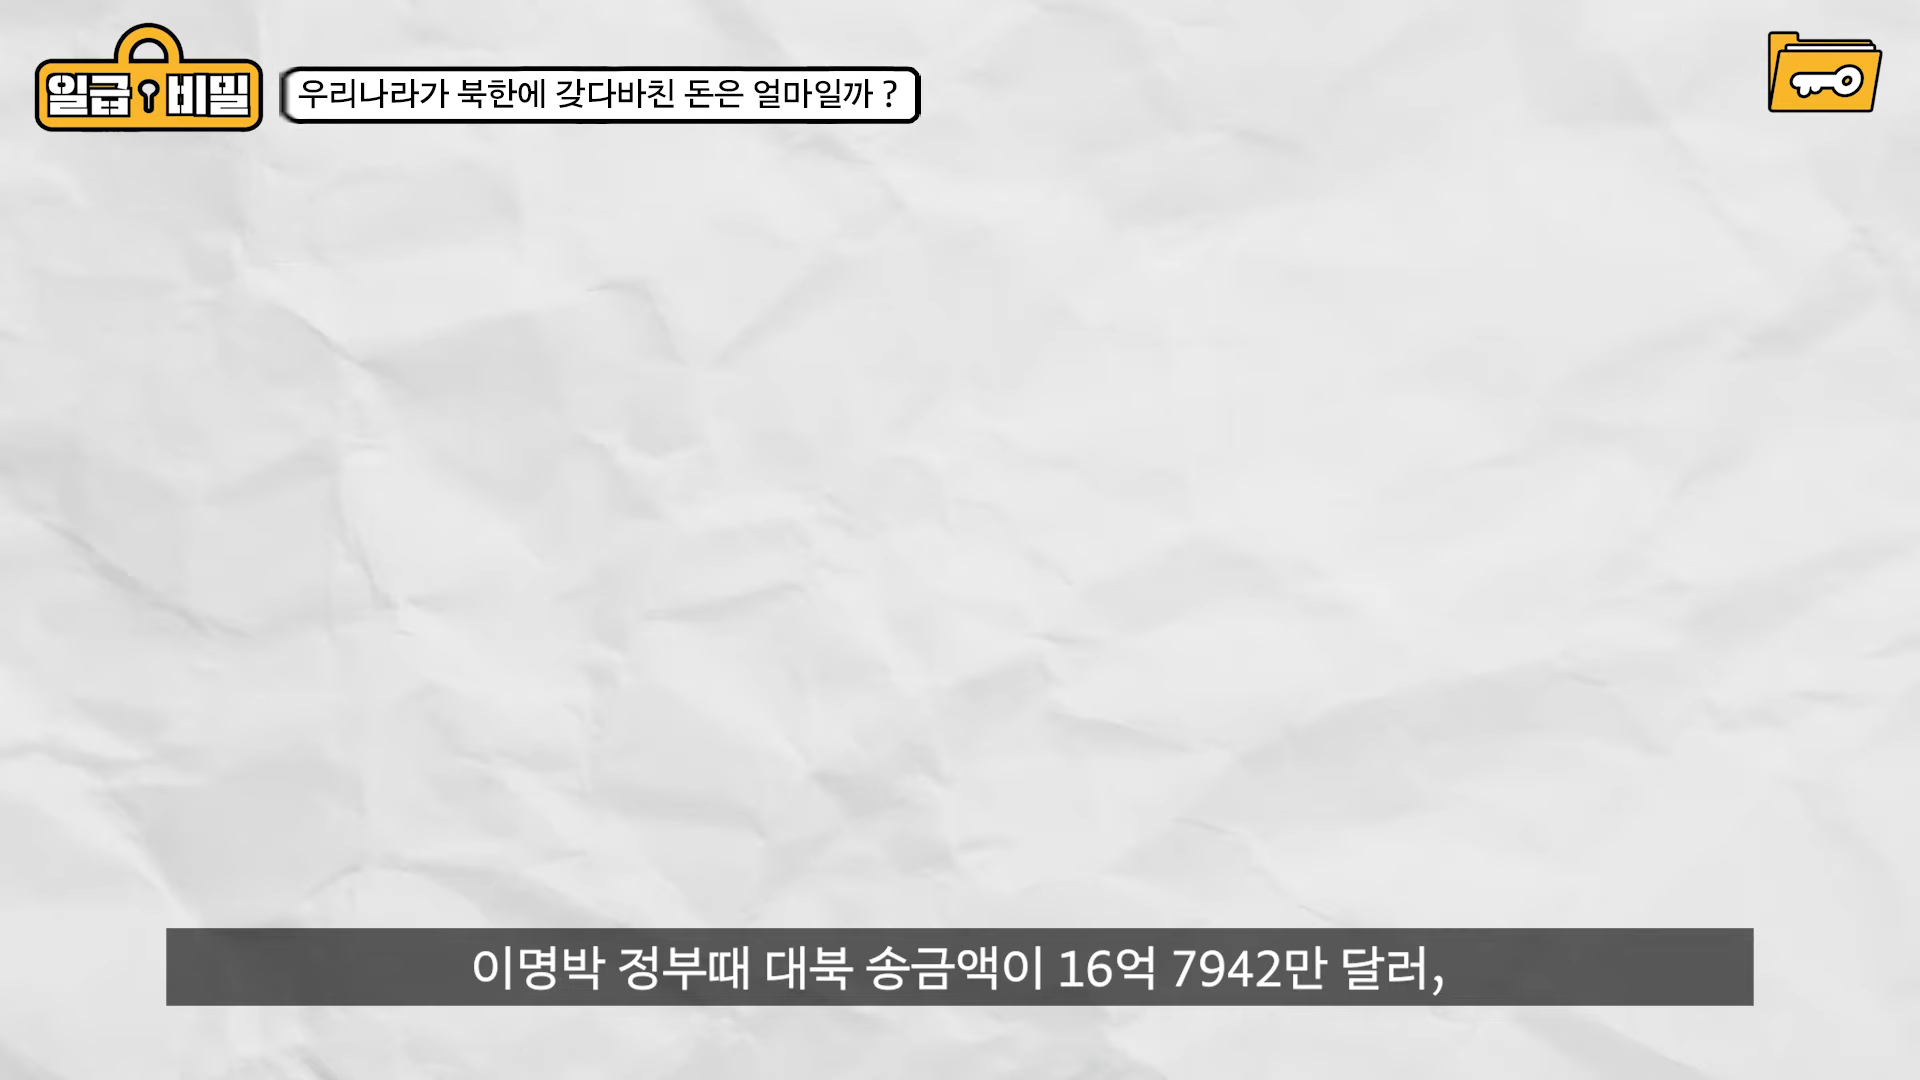 일급비밀
우리나라가 북한에 갖다바친 돈은 얼마일까 ?
이명박 정부때 대북 송금액이 16억 7942만 달러,